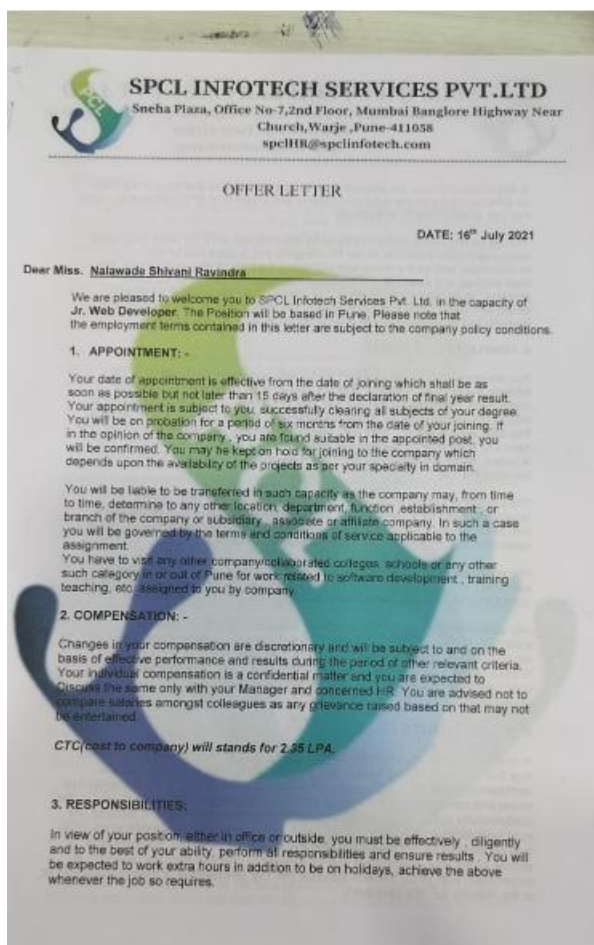 PCL
SPCL INFOTECH SERVICES PVT.LTD
Sneha Plaza, Office No-7,2nd Floor, Mumbai Banglore Highway Near
Church,Warje ,Pune-411058
spclHR@spclinfotech.com
OFFER LETTER
DATE: 16th July 2021
Dear Miss. Nalawade Shivani Ravindra
We are pleased to welcome you to SPCL Infotech Services Pvt. Ltd. in the capacity of
Jr. Web Developer. The Position will be based in Pune. Please note that
the employment terms contained in this letter are subject to the company policy conditions.
1. APPOINTMENT: -
Your date of appointment is effective from the date of joining which shall be as
soon as possible but not later than 15 days after the declaration of final year result.
Your appointment is subject to you, successfully clearing all subjects of your degree.
You will be on probation for a period of six months from the date of your joining. If
in the opinion of the company , you are found suitable in the appointed post, you
will be confirmed. You may be kept on hold for joining to the company which
depends upon the availability of the projects as per your specialty in domain.
You will be liable to be transferred in such capacity as the company may, from time
to time, determine to any other location, department, function ,establishment , or
branch of the company or subsidiary , associate or affiliate company. In such a case
you will be governed by the terms and conditions of service applicable to the
assignment.
You have to visit any other company/collaborated colleges, schools or any other
such category in or out of Pune for work related to software development , training
teaching, etc. assigned to you by company.
2. COMPENSATION: -
Changes in your compensation are discretionary and will be subject to and on the
basis of effective performance and results during the period of other relevant criteria.
Your individual compensation is a confidential matter and you are expected to
Discuss the same only with your Manager and concerned HR. You are advised not to
compare salaries amongst colleagues as any grievance raised based on that may not
be entertained.
CTC(cost to company) will stands for 2.35 LPA.
3. RESPONSIBILITIES:
In view of your position, either in office or outside, you must be effectively , diligently
and to the best of your ability, perform all responsibilities and ensure results . You will
be expected to work extra hours in addition to be on holidays, achieve the above
whenever the job so requires.